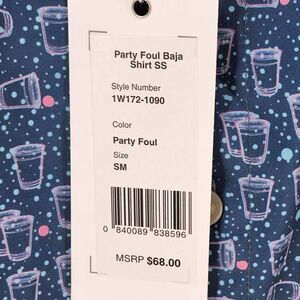 Party Foul Baja
Shirt SS
Style Number
1W172-1090
Color
Party Foul
Size
SM
0 840089 838596
MSRP $68.00